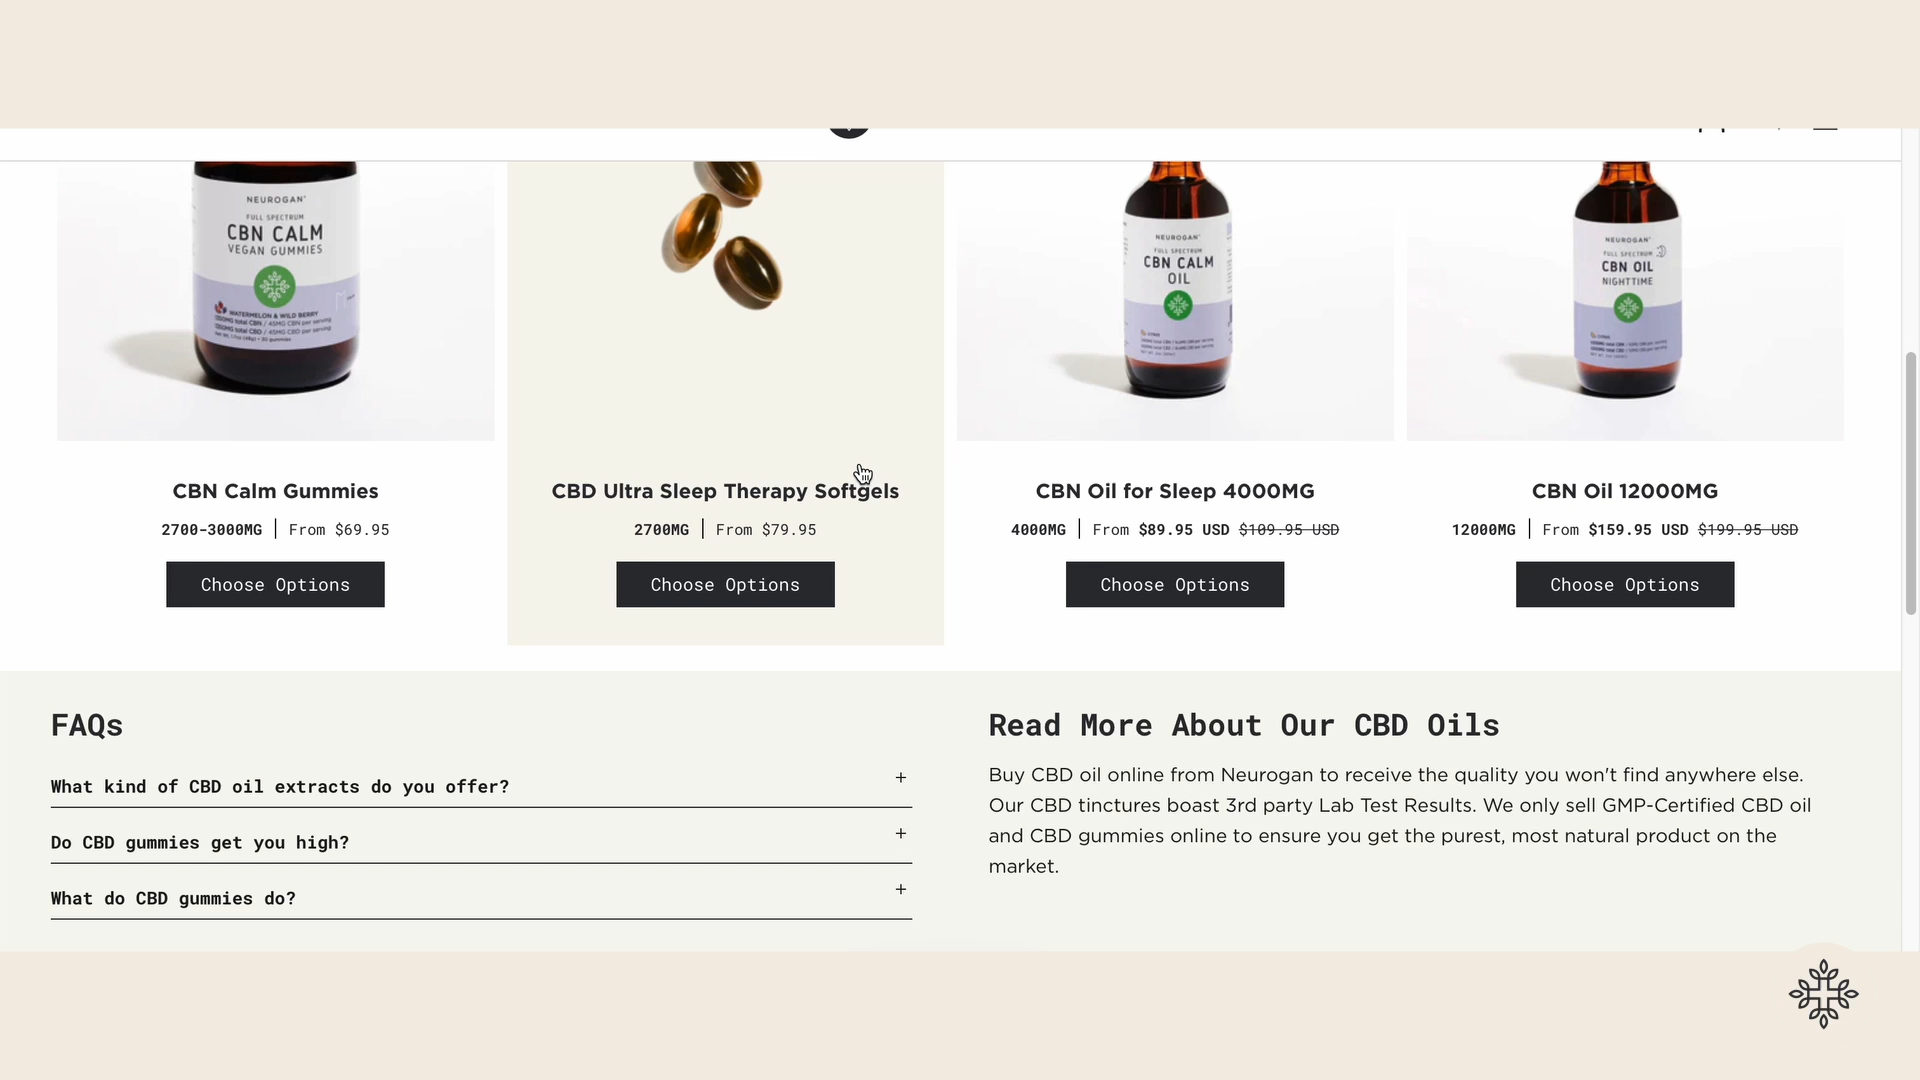 NEUROGAN
FULL SPECTRUM
CBN CALM
VEGAN GUMMIES
WATERMELON & WILD BERRY
NEUROGAN
FULL SPECTRUM
CBN CALM
OIL
NEUROGAN
FULL SPECTRUM
CBN OIL
NIGHTTIME
CBN Calm Gummies
2700-3000MG | From $69.95
Choose Options
CBD Ultra Sleep Therapy Softgels
2700MG | From $79.95
Choose Options
CBN Oil for Sleep 4000MG
4000MG | From $89.95 USD $109.95 USD
Choose Options
CBN Oil 12000MG
12000MG | From $159.95 USD $199.95 USD
Choose Options
FAQs
What kind of CBD oil extracts do you offer?
Do CBD gummies get you high?
What do CBD gummies do?
Read More About Our CBD Oils
Buy CBD oil online from Neurogan to receive the quality you won't find anywhere else.
Our CBD tinctures boast 3rd party Lab Test Results. We only sell GMP-Certified CBD oil
and CBD gummies online to ensure you get the purest, most natural product on the
market.